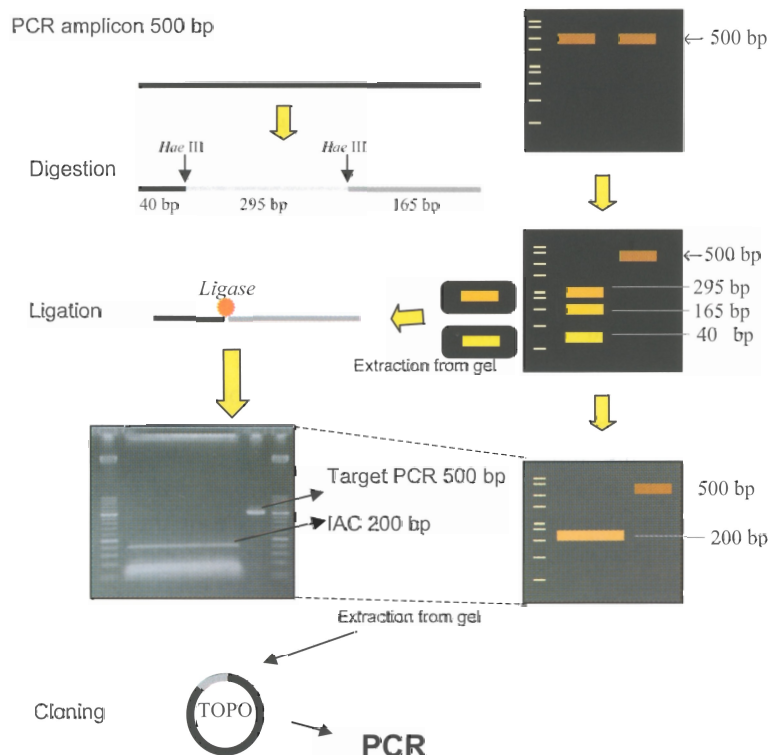 PCR amplicon 500 bp
←500 bp
Hae III
Hae III
Digestion
40 bp
295 bp
165 bp
←500 bp
295 bp
165 bp
40 bp
Ligase
Ligation
Extraction from gel
Target PCR 500 bp
IAC 200 bp
500 bp
200 bp
Extraction from gel
Cloning
TOPO
PCR